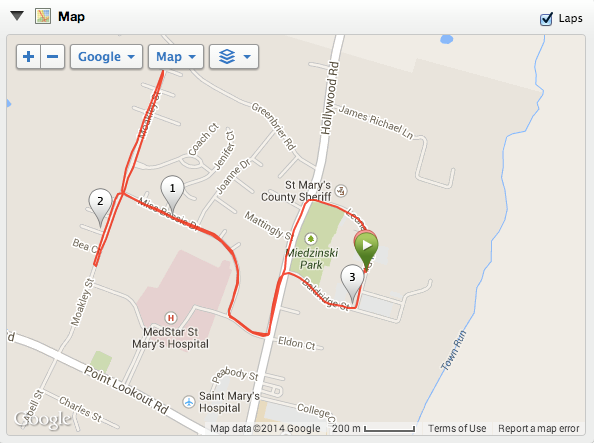 Map
Laps
Google
Map
Hollywood Rd
James Richael Ln
Greenbrier Rd
Moakley St
Coach Ct
Jenifer Ct
Joanne Dr
St Mary's
County Sheriff
1
2
Miss Bessie Dr
Mattingly St
Miedzinski
Park
Bea C
3
Baldridge St
Moakley St
MedStar St
Mary's Hospital
H
Eldon Ct
Town Run
Point Lookout Rd
Peabody St
Saint Mary's
Hospital
Charles St
bell St
College C
Google
Map data ©2014 Google
200 m
Terms of Use
Report a map error